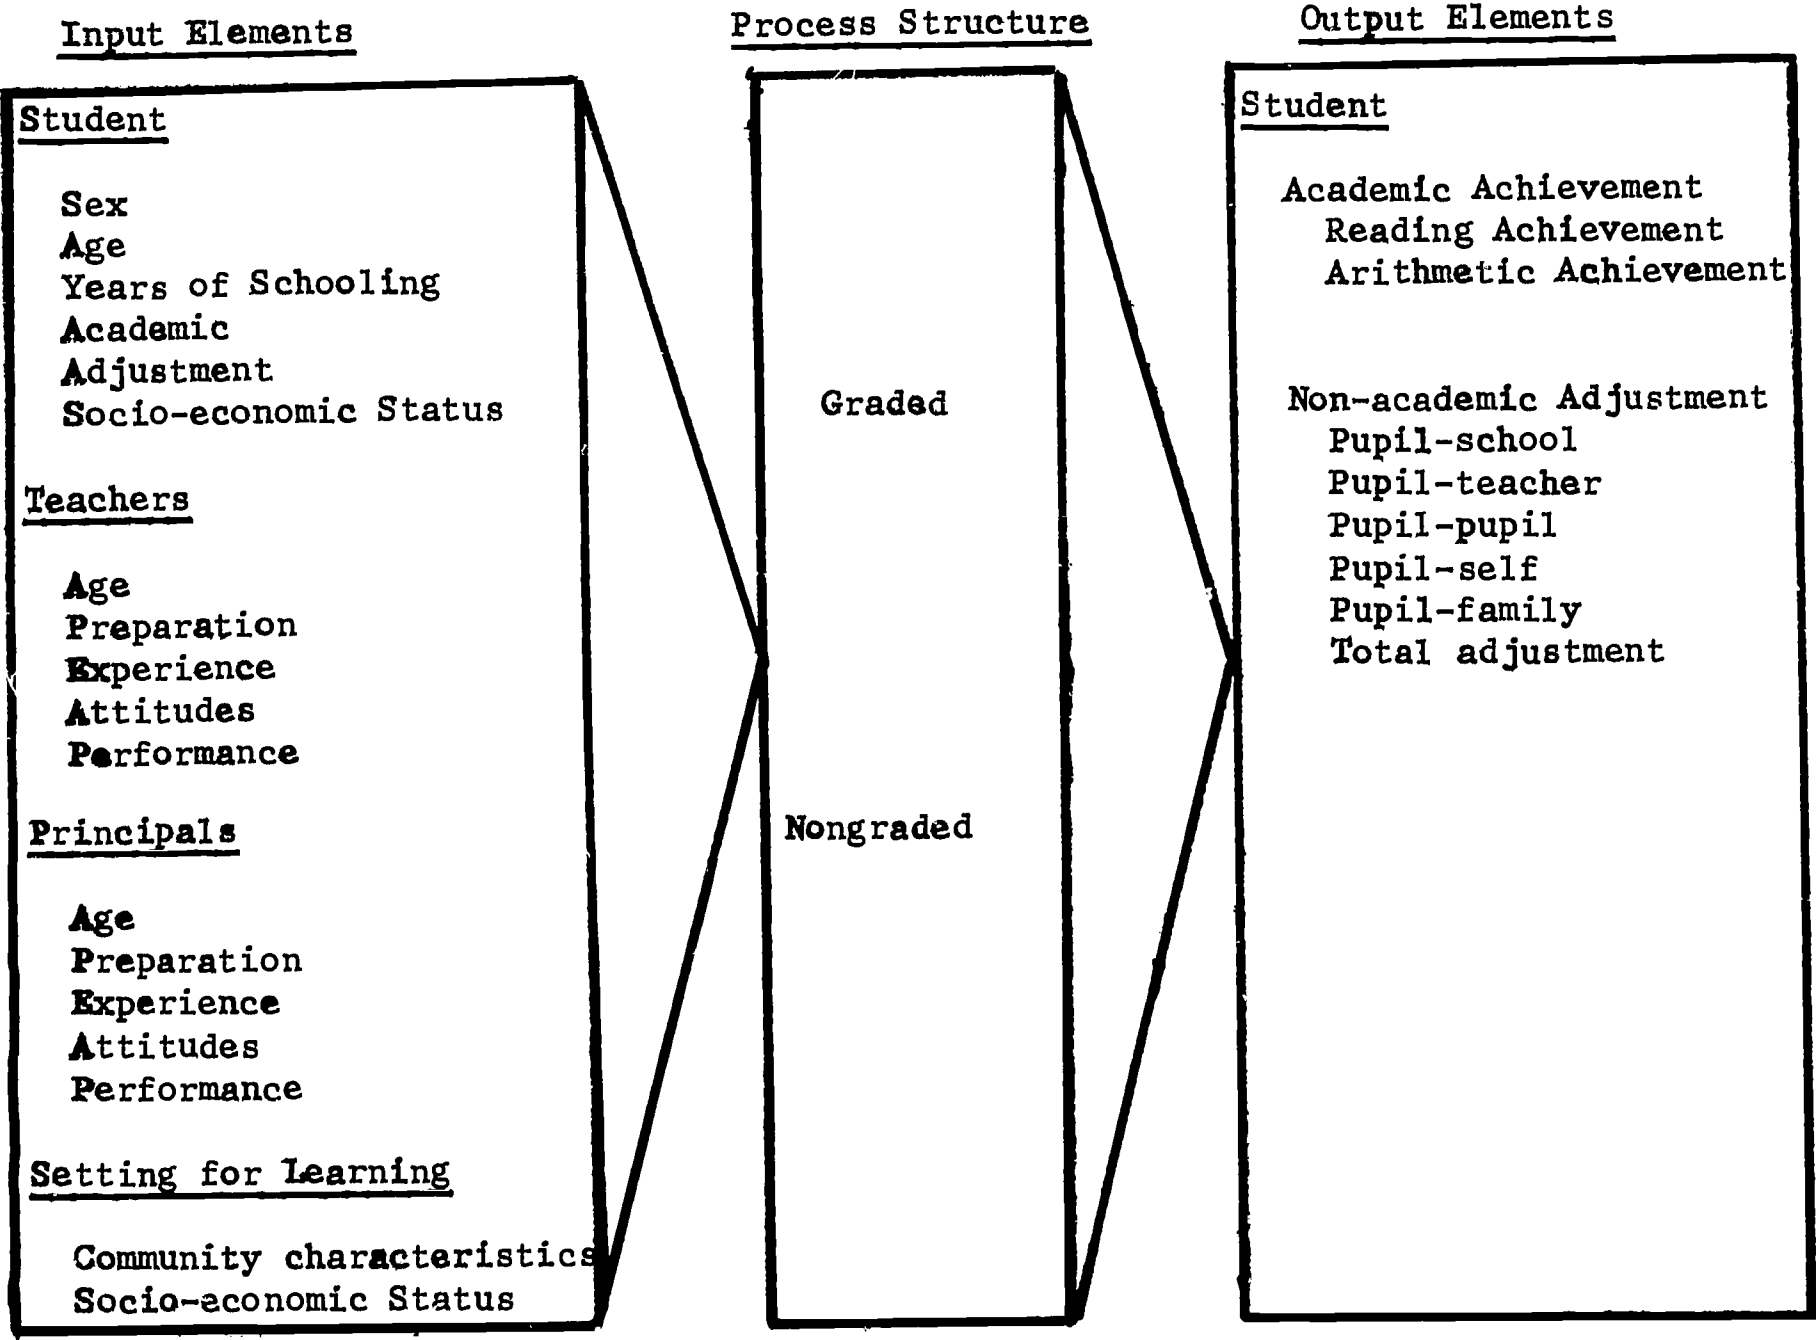 Input Elements
Student
Sex
Age
Years of Schooling
Academic
Adjustment
Socio-economic Status
Teachers
Age
Preparation
Experience
Attitudes
Performance
Principals
Age
Preparation
Experience
Attitudes
Performance
Setting for Learning
Community characteristics
Socio-economic Status
Process Structure
Graded
Nongraded
Output Elements
Student
Academic Achievement
Reading Achievement
Arithmetic Achievement
Non-academic Adjustment
Pupil-school
Pupil-teacher
Pupil-pupil
Pupil-self
Pupil-family
Total adjustment